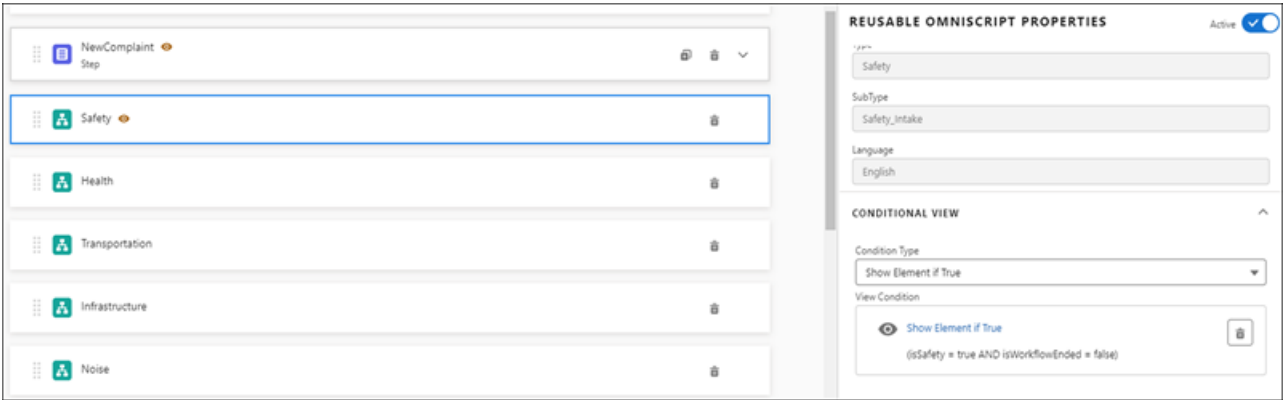 NewComplaint
Step
Safety
Health
Transportation
Infrastructure
Noise
REUSABLE OMNISCRIPT PROPERTIES
Active
Type
Safety
SubType
Safety_Intake
Language
English
CONDITIONAL VIEW
Condition Type
Show Element if True
View Condition
Show Element if True
(isSafety = true AND isWorkflowEnded = false)